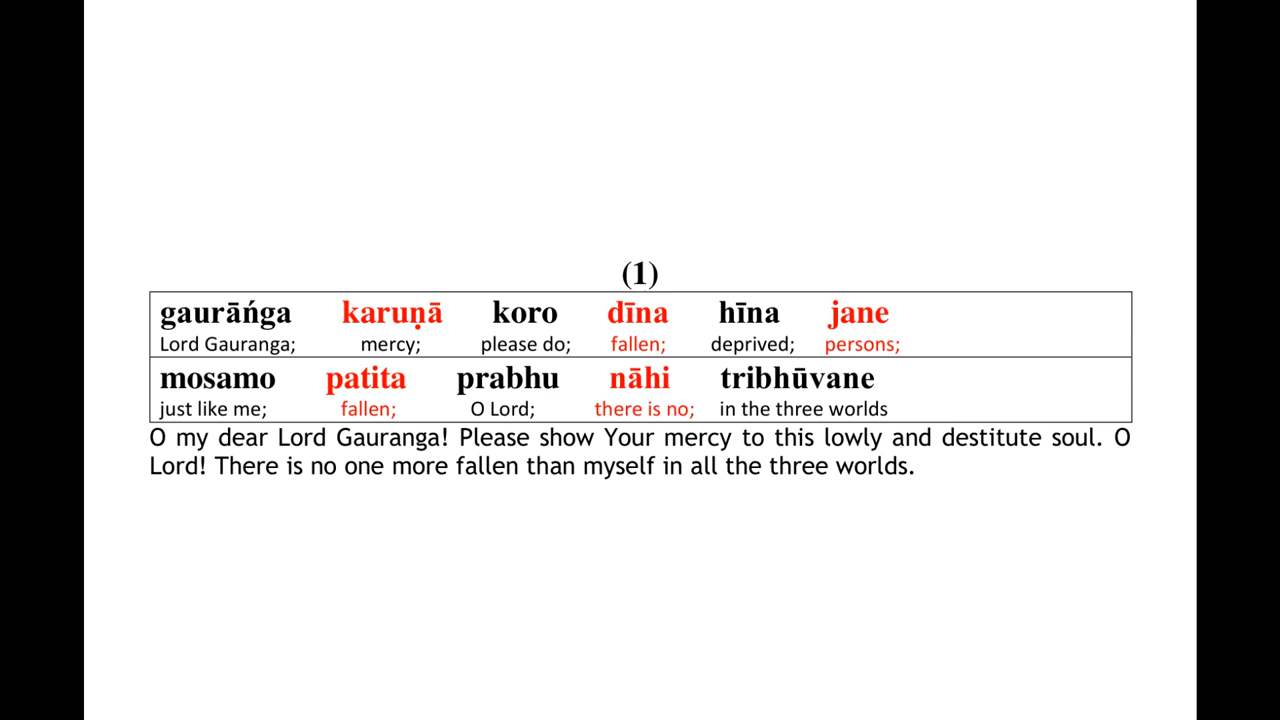 (1)
gaurāńga karuṇā koro dīna hīna jane
Lord Gauranga; mercy; please do; fallen; deprived; persons;
mosamo patita prabhu nāhi tribhūvane
just like me; fallen; O Lord; there is no; in the three worlds
O my dear Lord Gauranga! Please show Your mercy to this lowly and destitute soul. O
Lord! There is no one more fallen than myself in all the three worlds.